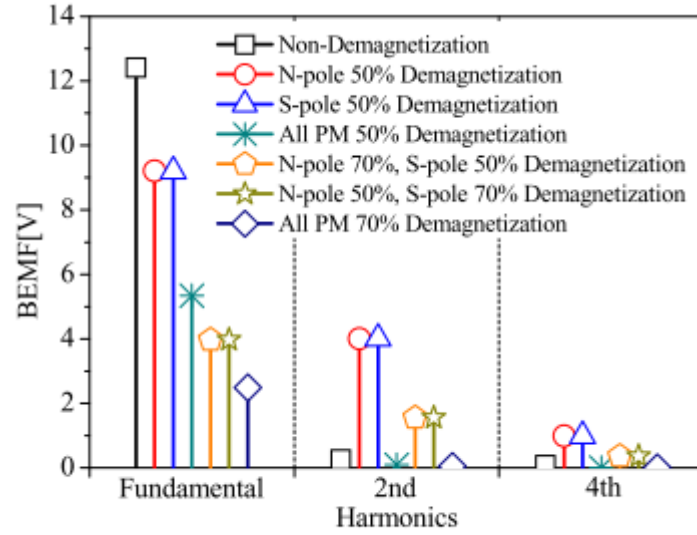 14
12
10
8
6
4
2
0
BEMF[V]
Non-Demagnetization
N-pole 50% Demagnetization
S-pole 50% Demagnetization
All PM 50% Demagnetization
N-pole 70%, S-pole 50% Demagnetization
N-pole 50%, S-pole 70% Demagnetization
All PM 70% Demagnetization
Fundamental
2nd
4th
Harmonics